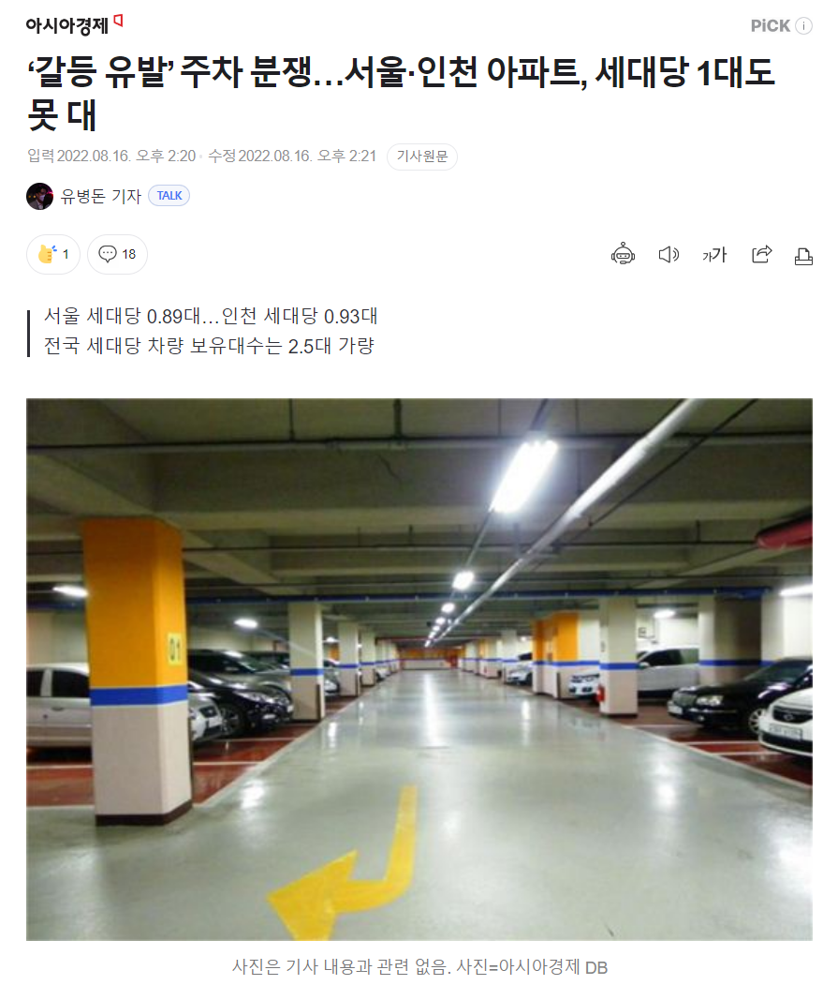 아시아경제
PiCK
‘갈등 유발’ 주차 분쟁…서울·인천 아파트, 세대당 1대도
못 대
입력 2022.08.16. 오후 2:20 · 수정 2022.08.16. 오후 2:21 기사원문
유병돈 기자 TALK
1 18
가가
서울 세대당 0.89대…인천 세대당 0.93대
전국 세대당 차량 보유대수는 2.5대 가량
01
사진은 기사 내용과 관련 없음. 사진=아시아경제 DB